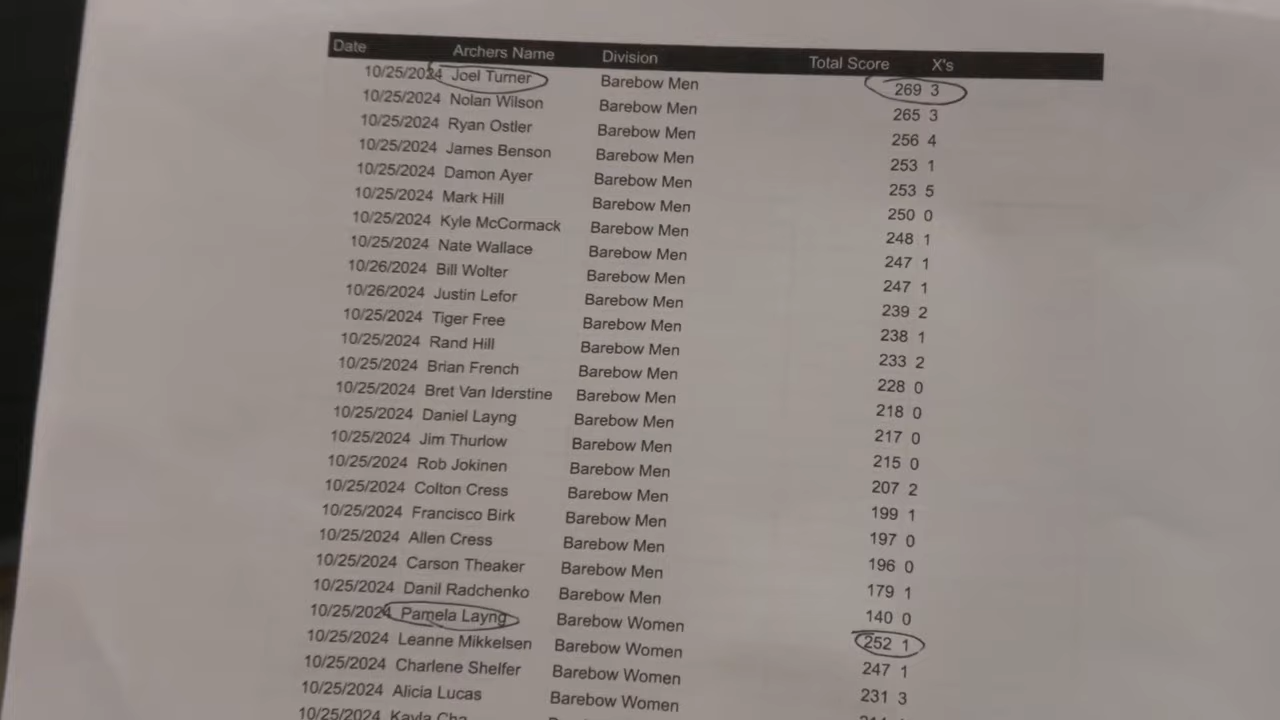 Date Archers Name Division Total Score X's
10/25/2024 Joel Turner Barebow Men 269 3
10/25/2024 Nolan Wilson Barebow Men 265 3
10/25/2024 Ryan Ostler Barebow Men 256 4
10/25/2024 James Benson Barebow Men 253 1
10/25/2024 Damon Ayer Barebow Men 253 5
10/25/2024 Mark Hill Barebow Men 250 0
10/25/2024 Kyle McCormack Barebow Men 248 1
10/25/2024 Nate Wallace Barebow Men 247 1
10/26/2024 Bill Wolter Barebow Men 247 1
10/26/2024 Justin Lefor Barebow Men 239 2
10/25/2024 Tiger Free Barebow Men 238 1
10/25/2024 Rand Hill Barebow Men 233 2
10/25/2024 Brian French Barebow Men 228 0
10/25/2024 Bret Van Iderstine Barebow Men 218 0
10/25/2024 Daniel Layng Barebow Men 217 0
10/25/2024 Jim Thurlow Barebow Men 215 0
10/25/2024 Rob Jokinen Barebow Men 207 2
10/25/2024 Colton Cress Barebow Men 199 1
10/25/2024 Francisco Birk Barebow Men 197 0
10/25/2024 Allen Cress Barebow Men 196 0
10/25/2024 Carson Theaker Barebow Men 179 1
10/25/2024 Danil Radchenko Barebow Men 140 0
10/25/2024 Pamela Layng Barebow Women 252 1
10/25/2024 Leanne Mikkelsen Barebow Women 247 1
10/25/2024 Charlene Shelfer Barebow Women 231 3
10/25/2024 Alicia Lucas Barebow Women
10/25/2024 Kayla